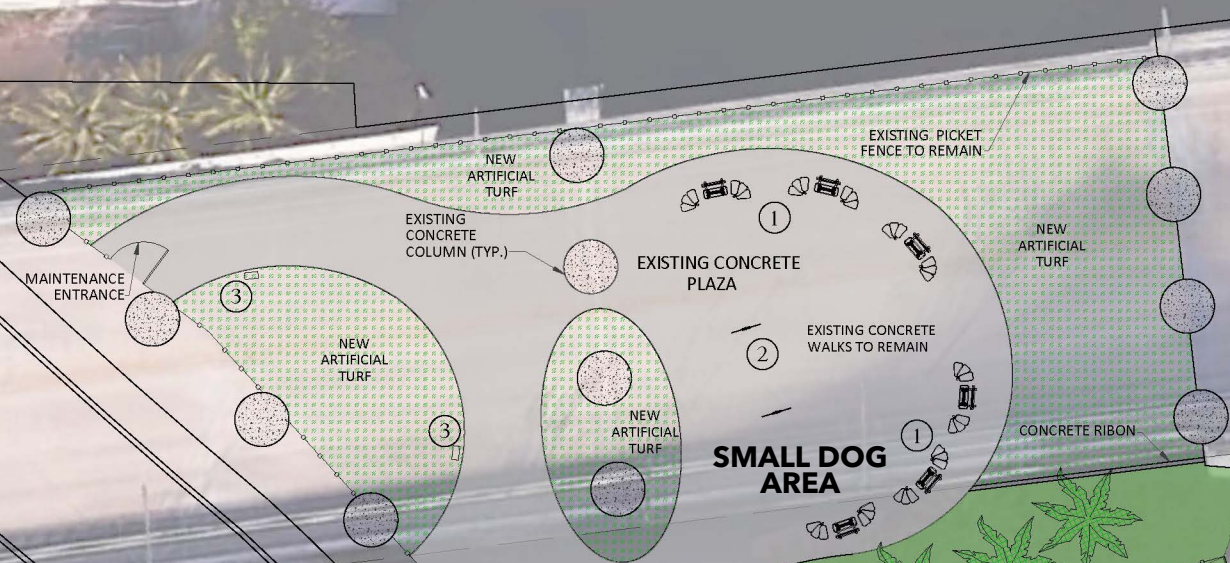 EXISTING PICKET
FENCE TO REMAIN
NEW
ARTIFICIAL
TURF
EXISTING
CONCRETE
COLUMN (TYP.)
1
NEW
ARTIFICIAL
TURF
EXISTING CONCRETE
PLAZA
MAINTENANCE
ENTRANCE
3
EXISTING CONCRETE
WALKS TO REMAIN
2
NEW
ARTIFICIAL
TURF
NEW
ARTIFICIAL
TURF
3
1
CONCRETE RIBON
SMALL DOG
AREA